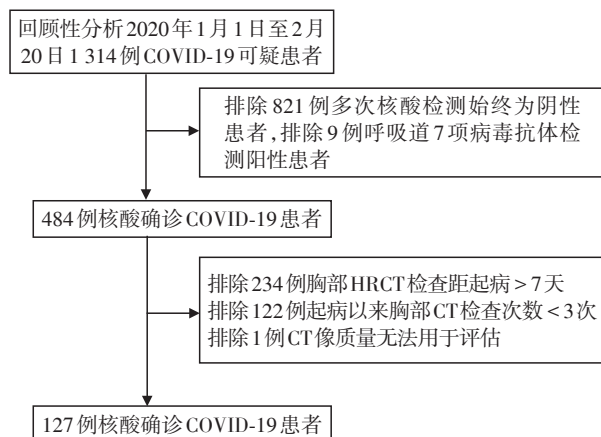 回顾性分析2020年1月1日至2月
20日1 314例COVID-19可疑患者
排除821例多次核酸检测始终为阴性
患者,排除9例呼吸道7项病毒抗体检
测阳性患者
484例核酸确诊COVID-19患者
排除234例胸部HRCT检查距起病>7天
排除122例起病以来胸部CT检查次数<3次
排除1例CT像质量无法用于评估
127例核酸确诊COVID-19患者